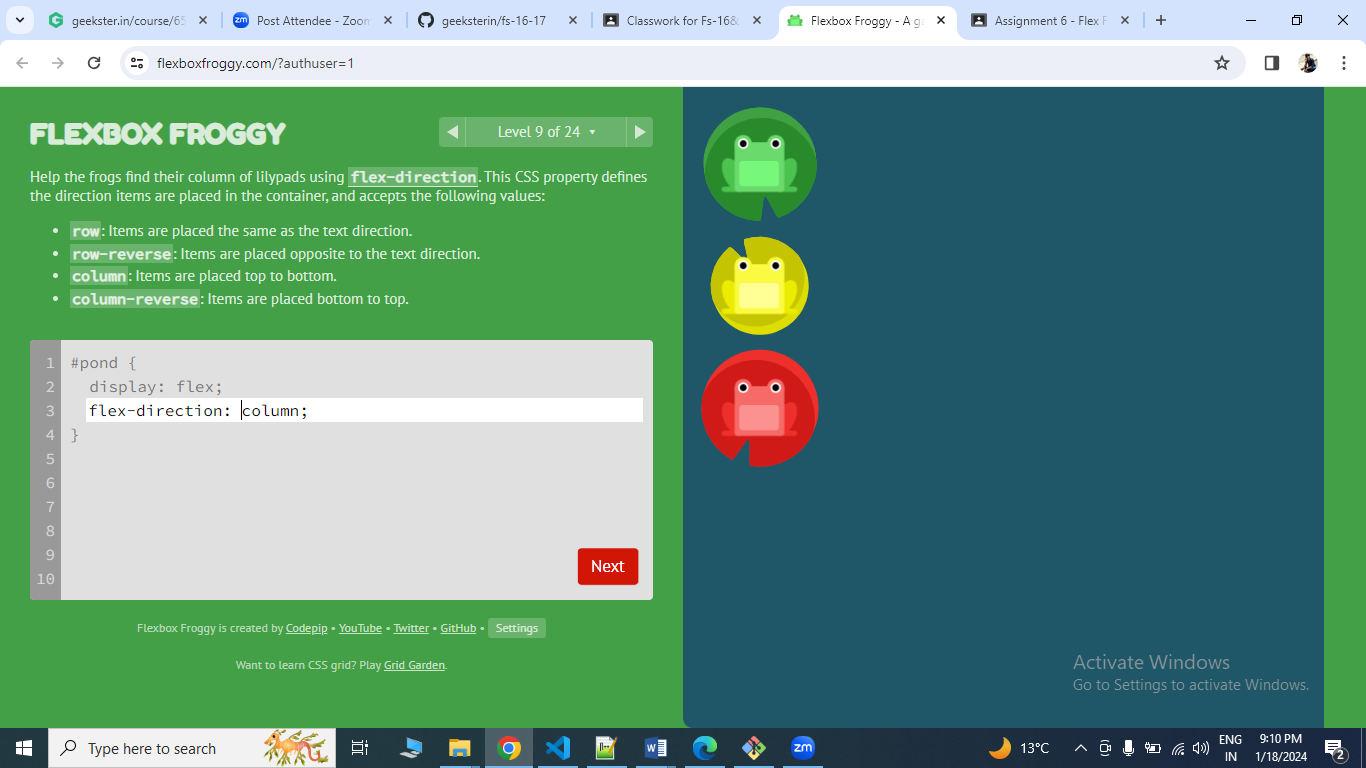 geekster.in/course/65
Post Attendee - Zoom
geeksterin/fs-16-17
Classwork for Fs-16&
Flexbox Froggy - A ga
Assignment 6 - Flex F
flexboxfroggy.com/?authuser=1
FLEXBOX FROGGY
Level 9 of 24
Help the frogs find their column of lilypads using flex-direction. This CSS property defines
the direction items are placed in the container, and accepts the following values:
• row: Items are placed the same as the text direction.
• row-reverse: Items are placed opposite to the text direction.
• column: Items are placed top to bottom.
• column-reverse: Items are placed bottom to top.
1 #pond {
2 display: flex;
3 flex-direction: column;
4 }
5
6
7
8
9
10
Next
Flexbox Froggy is created by Codepip • YouTube • Twitter • GitHub • Settings
Want to learn CSS grid? Play Grid Garden.
Activate Windows
Go to Settings to activate Windows.
Type here to search
zm
13°C
ENG
IN
9:10 PM
1/18/2024
2